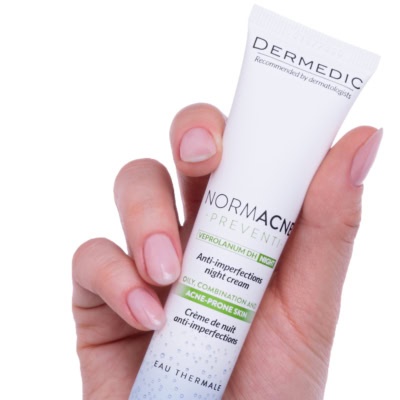 DERMEDIC
Recommended by dermatologists
NORMACNE
PREVENTI
VEPROLANUM DH NIGHT
Anti-imperfections
night cream
OILY, COMBINATION AND
ACNE-PRONE SKIN
Crème de nuit
anti-imperfections
EAU THERMALE